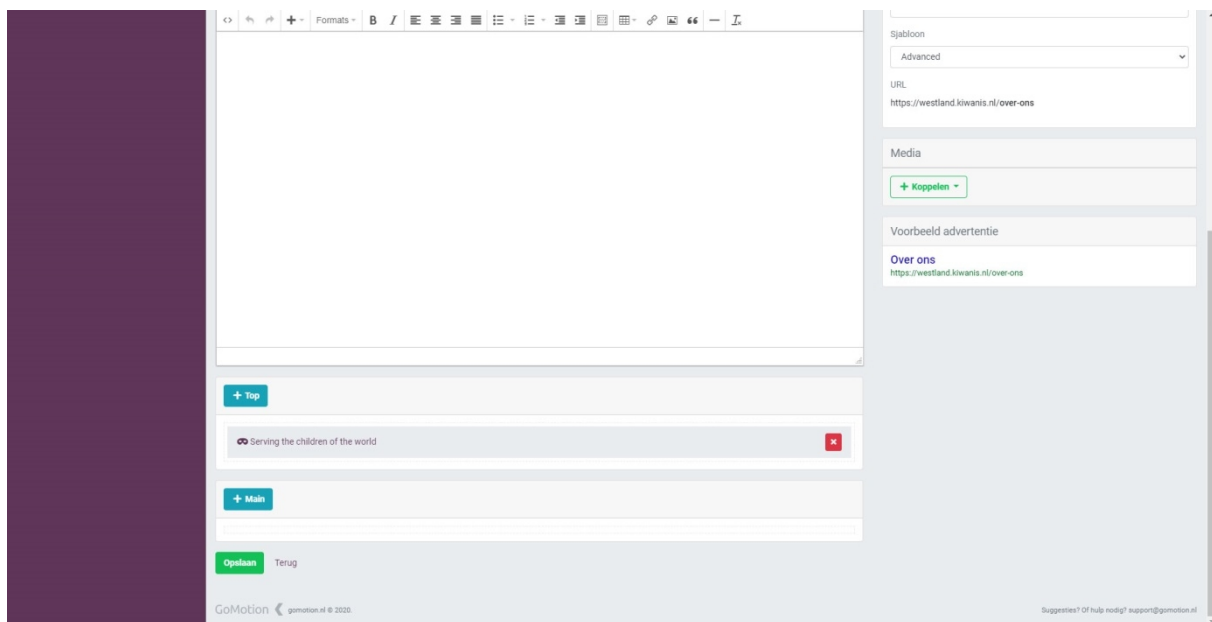 Formats
B I
Sjabloon
Advanced
URL
https://westland.kiwanis.nl/over-ons
Media
+ Koppelen
Voorbeeld advertentie
Over ons
https://westland.kiwanis.nl/over-ons
+ Top
Serving the children of the world
+ Main
Opslaan Terug
GoMotion gomotion.nl © 2020.
Suggesties? Of hulp nodig? support@gomotion.nl